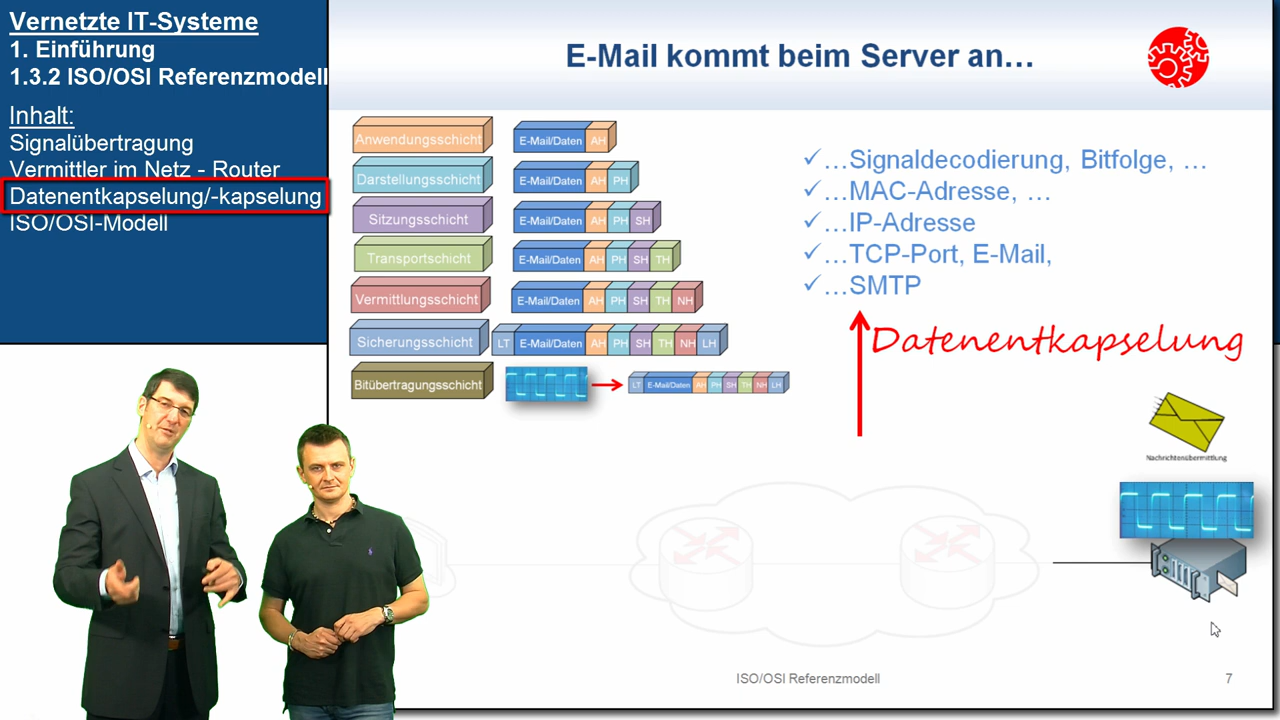 Vernetzte IT-Systeme
1. Einführung
1.3.2 ISO/OSI Referenzmodell
Inhalt:
Signalübertragung
Vermittler im Netz - Router
Datenentkapselung/-kapselung
ISO/OSI-Modell
E-Mail kommt beim Server an…
Anwendungsschicht E-Mail/Daten AH
Darstellungsschicht E-Mail/Daten AH PH
Sitzungsschicht E-Mail/Daten AH PH SH
Transportschicht E-Mail/Daten AH PH SH TH
Vermittlungsschicht E-Mail/Daten AH PH SH TH NH
Sicherungsschicht LT E-Mail/Daten AH PH SH TH NH LH
Bitübertragungsschicht LT E-Mail/Daten AH PH SH TH NH LH
…Signaldecodierung, Bitfolge, …
…MAC-Adresse, …
…IP-Adresse
…TCP-Port, E-Mail,
…SMTP
Datenentkapselung
Nachrichtenübermittlung
ISO/OSI Referenzmodell 7